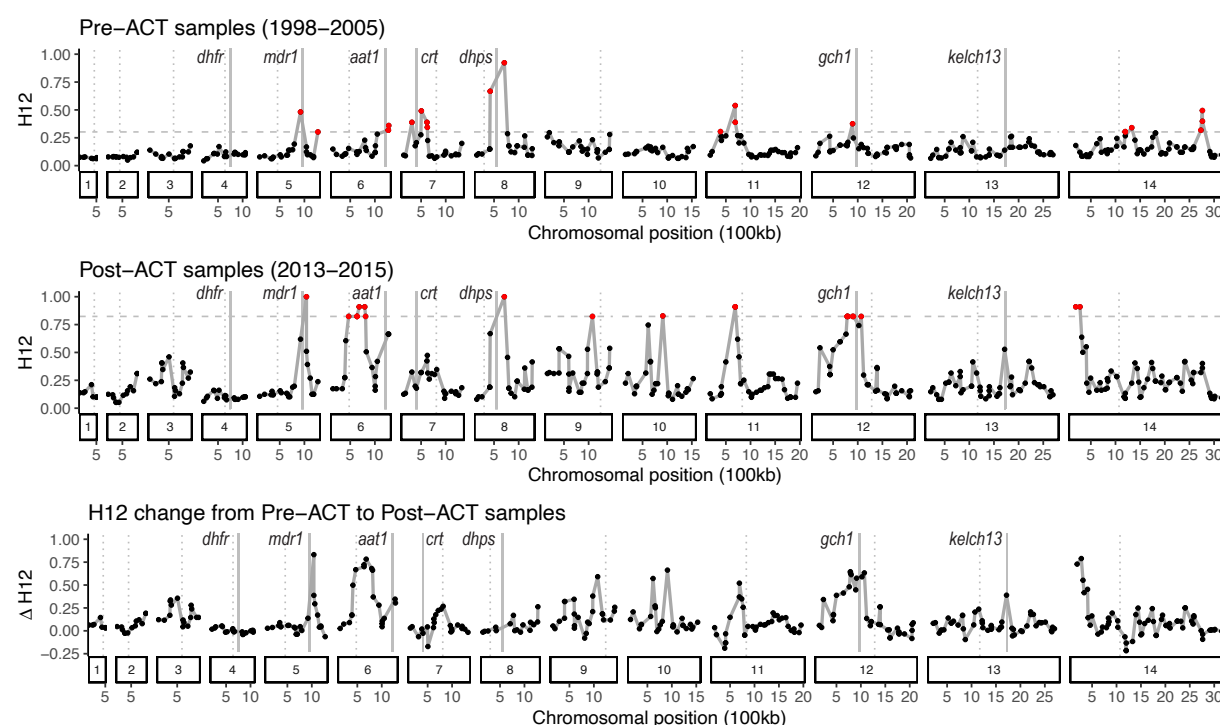 Pre−ACT samples (1998−2005)
dhfr mdr1 aat1 crt dhps gch1 kelch13
1.00
0.75
0.50
0.25
0.00
H12
1 2 3 4 5 6 7 8 9 10 11 12 13 14
5 5 5 5 10 5 10 5 10 5 10 5 10 5 10 5 10 15 5 10 15 20 5 10 15 20 5 10 15 20 25 5 10 15 20 25 30
Chromosomal position (100kb)
Post−ACT samples (2013−2015)
dhfr mdr1 aat1 crt dhps gch1 kelch13
1.00
0.75
0.50
0.25
0.00
H12
1 2 3 4 5 6 7 8 9 10 11 12 13 14
5 5 5 5 10 5 10 5 10 5 10 5 10 5 10 5 10 15 5 10 15 20 5 10 15 20 5 10 15 20 25 5 10 15 20 25 30
Chromosomal position (100kb)
H12 change from Pre−ACT to Post−ACT samples
dhfr mdr1 aat1 crt dhps gch1 kelch13
1.00
0.75
0.50
0.25
0.00
−0.25
Δ H12
1 2 3 4 5 6 7 8 9 10 11 12 13 14
5 5 5 5 10 5 10 5 10 5 10 5 10 5 10 5 10 15 5 10 15 20 5 10 15 20 5 10 15 20 25 5 10 15 20 25 30
Chromosomal position (100kb)